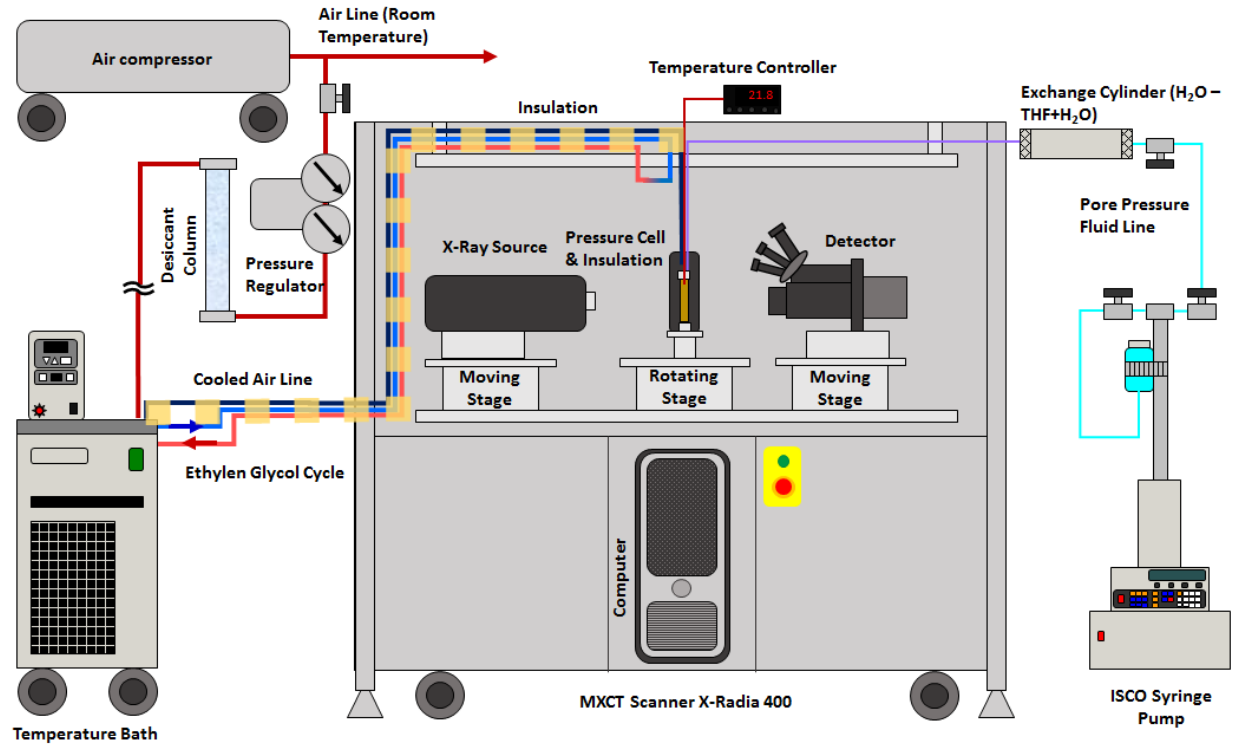 Air Line (Room
Temperature)
Air compressor
Temperature Controller
21.8
Insulation
Exchange Cylinder (H₂O –
THF+H₂O)
Desiccant
Column
Pressure
Regulator
X-Ray Source
Pressure Cell
& Insulation
Detector
Pore Pressure
Fluid Line
Cooled Air Line
Moving
Stage
Rotating
Stage
Moving
Stage
Ethylen Glycol Cycle
Computer
MXCT Scanner X-Radia 400
ISCO Syringe
Pump
Temperature Bath